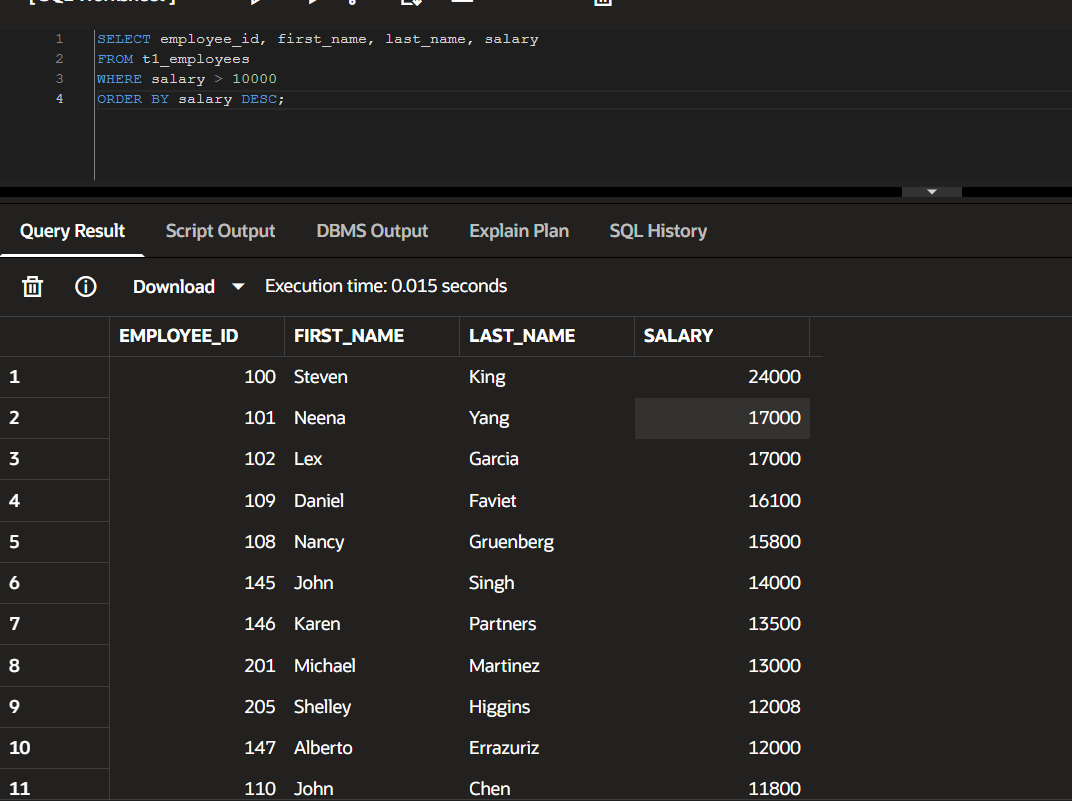 [SQL Worksheet]
1 SELECT employee_id, first_name, last_name, salary
2 FROM t1_employees
3 WHERE salary > 10000
4 ORDER BY salary DESC;
Query Result Script Output DBMS Output Explain Plan SQL History
Download Execution time: 0.015 seconds
EMPLOYEE_ID FIRST_NAME LAST_NAME SALARY
1 100 Steven King 24000
2 101 Neena Yang 17000
3 102 Lex Garcia 17000
4 109 Daniel Faviet 16100
5 108 Nancy Gruenberg 15800
6 145 John Singh 14000
7 146 Karen Partners 13500
8 201 Michael Martinez 13000
9 205 Shelley Higgins 12008
10 147 Alberto Errazuriz 12000
11 110 John Chen 11800